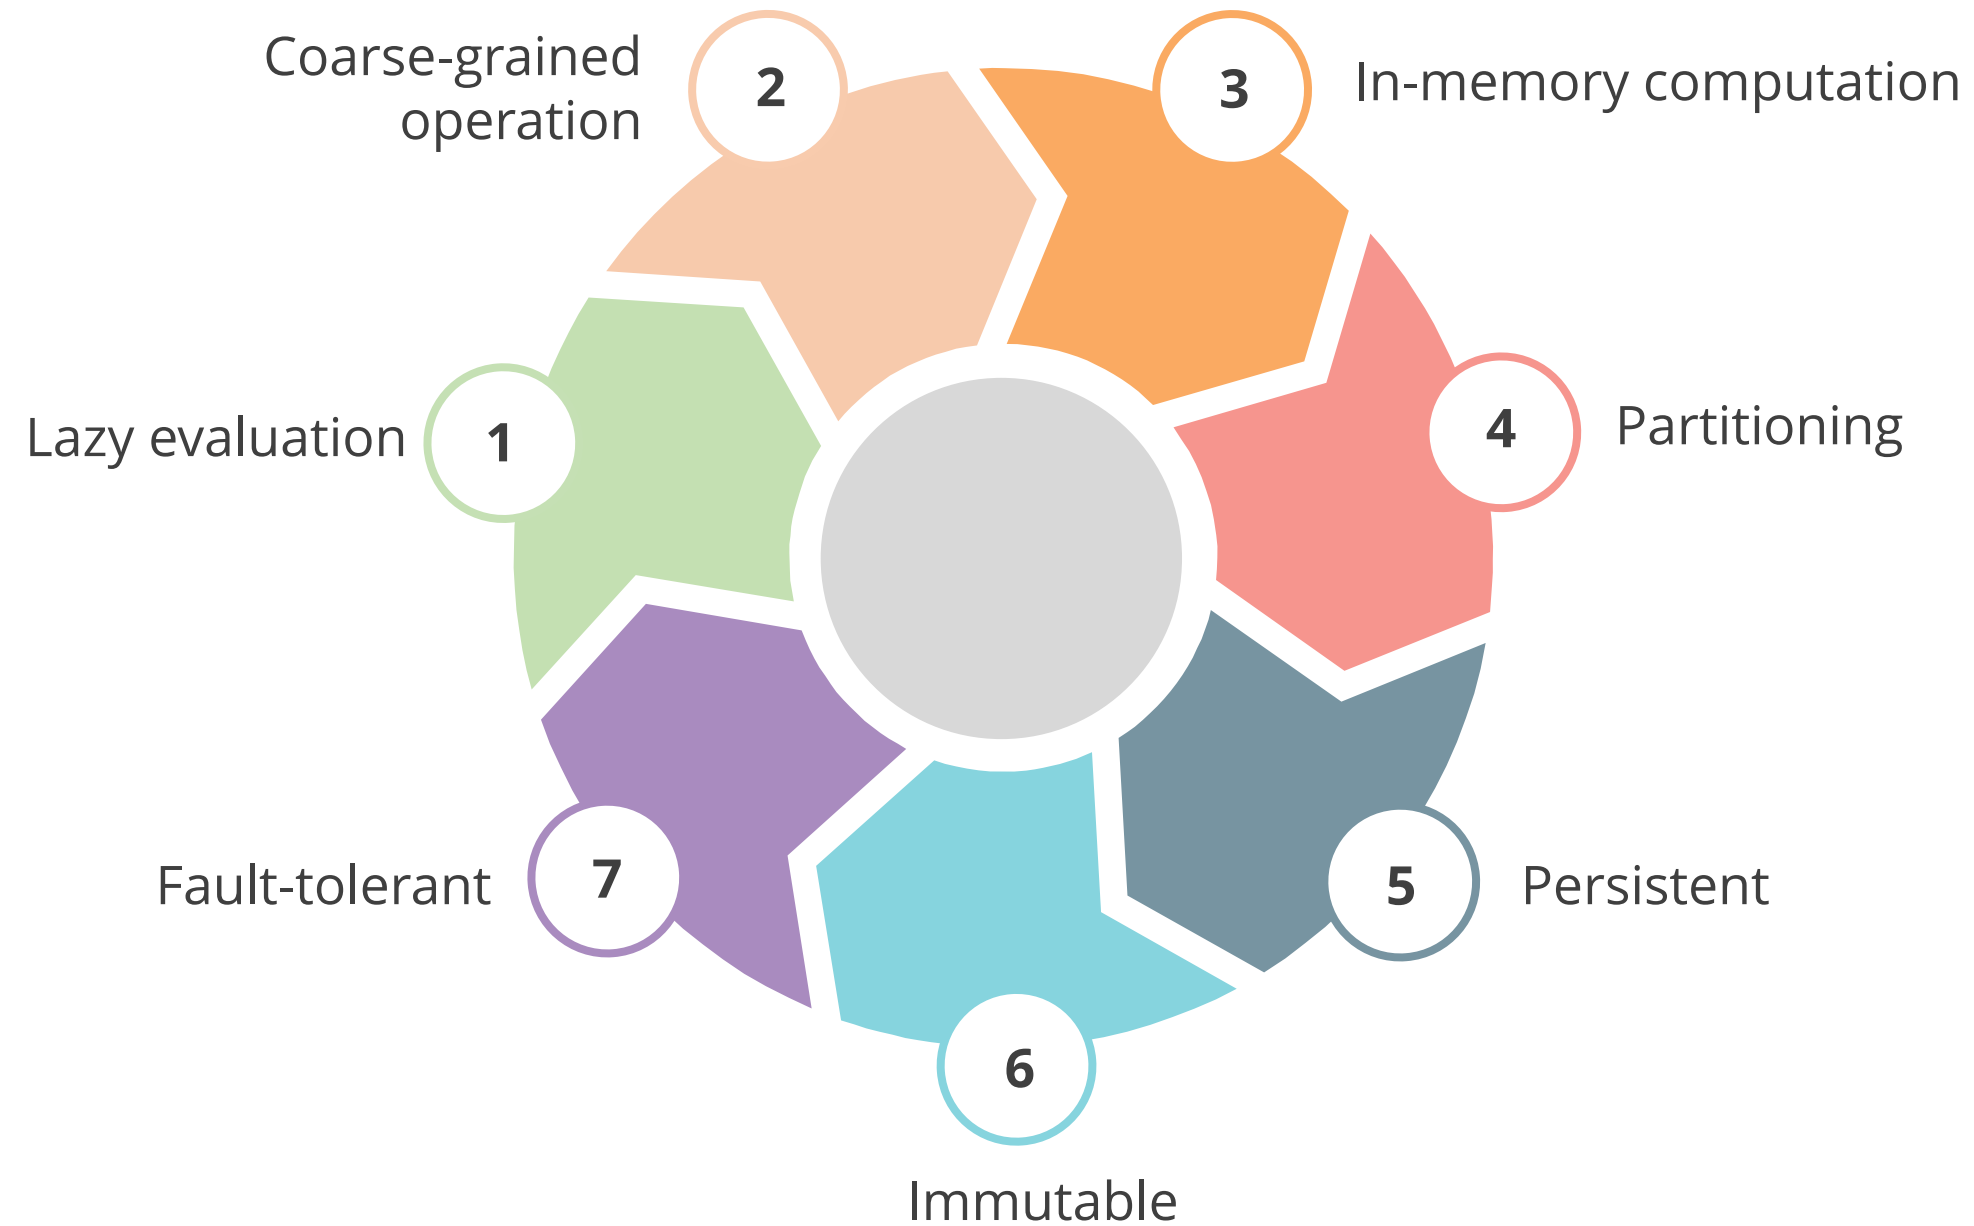 1
Lazy evaluation
2
Coarse-grained
operation
3
In-memory computation
4
Partitioning
5
Persistent
6
Immutable
7
Fault-tolerant